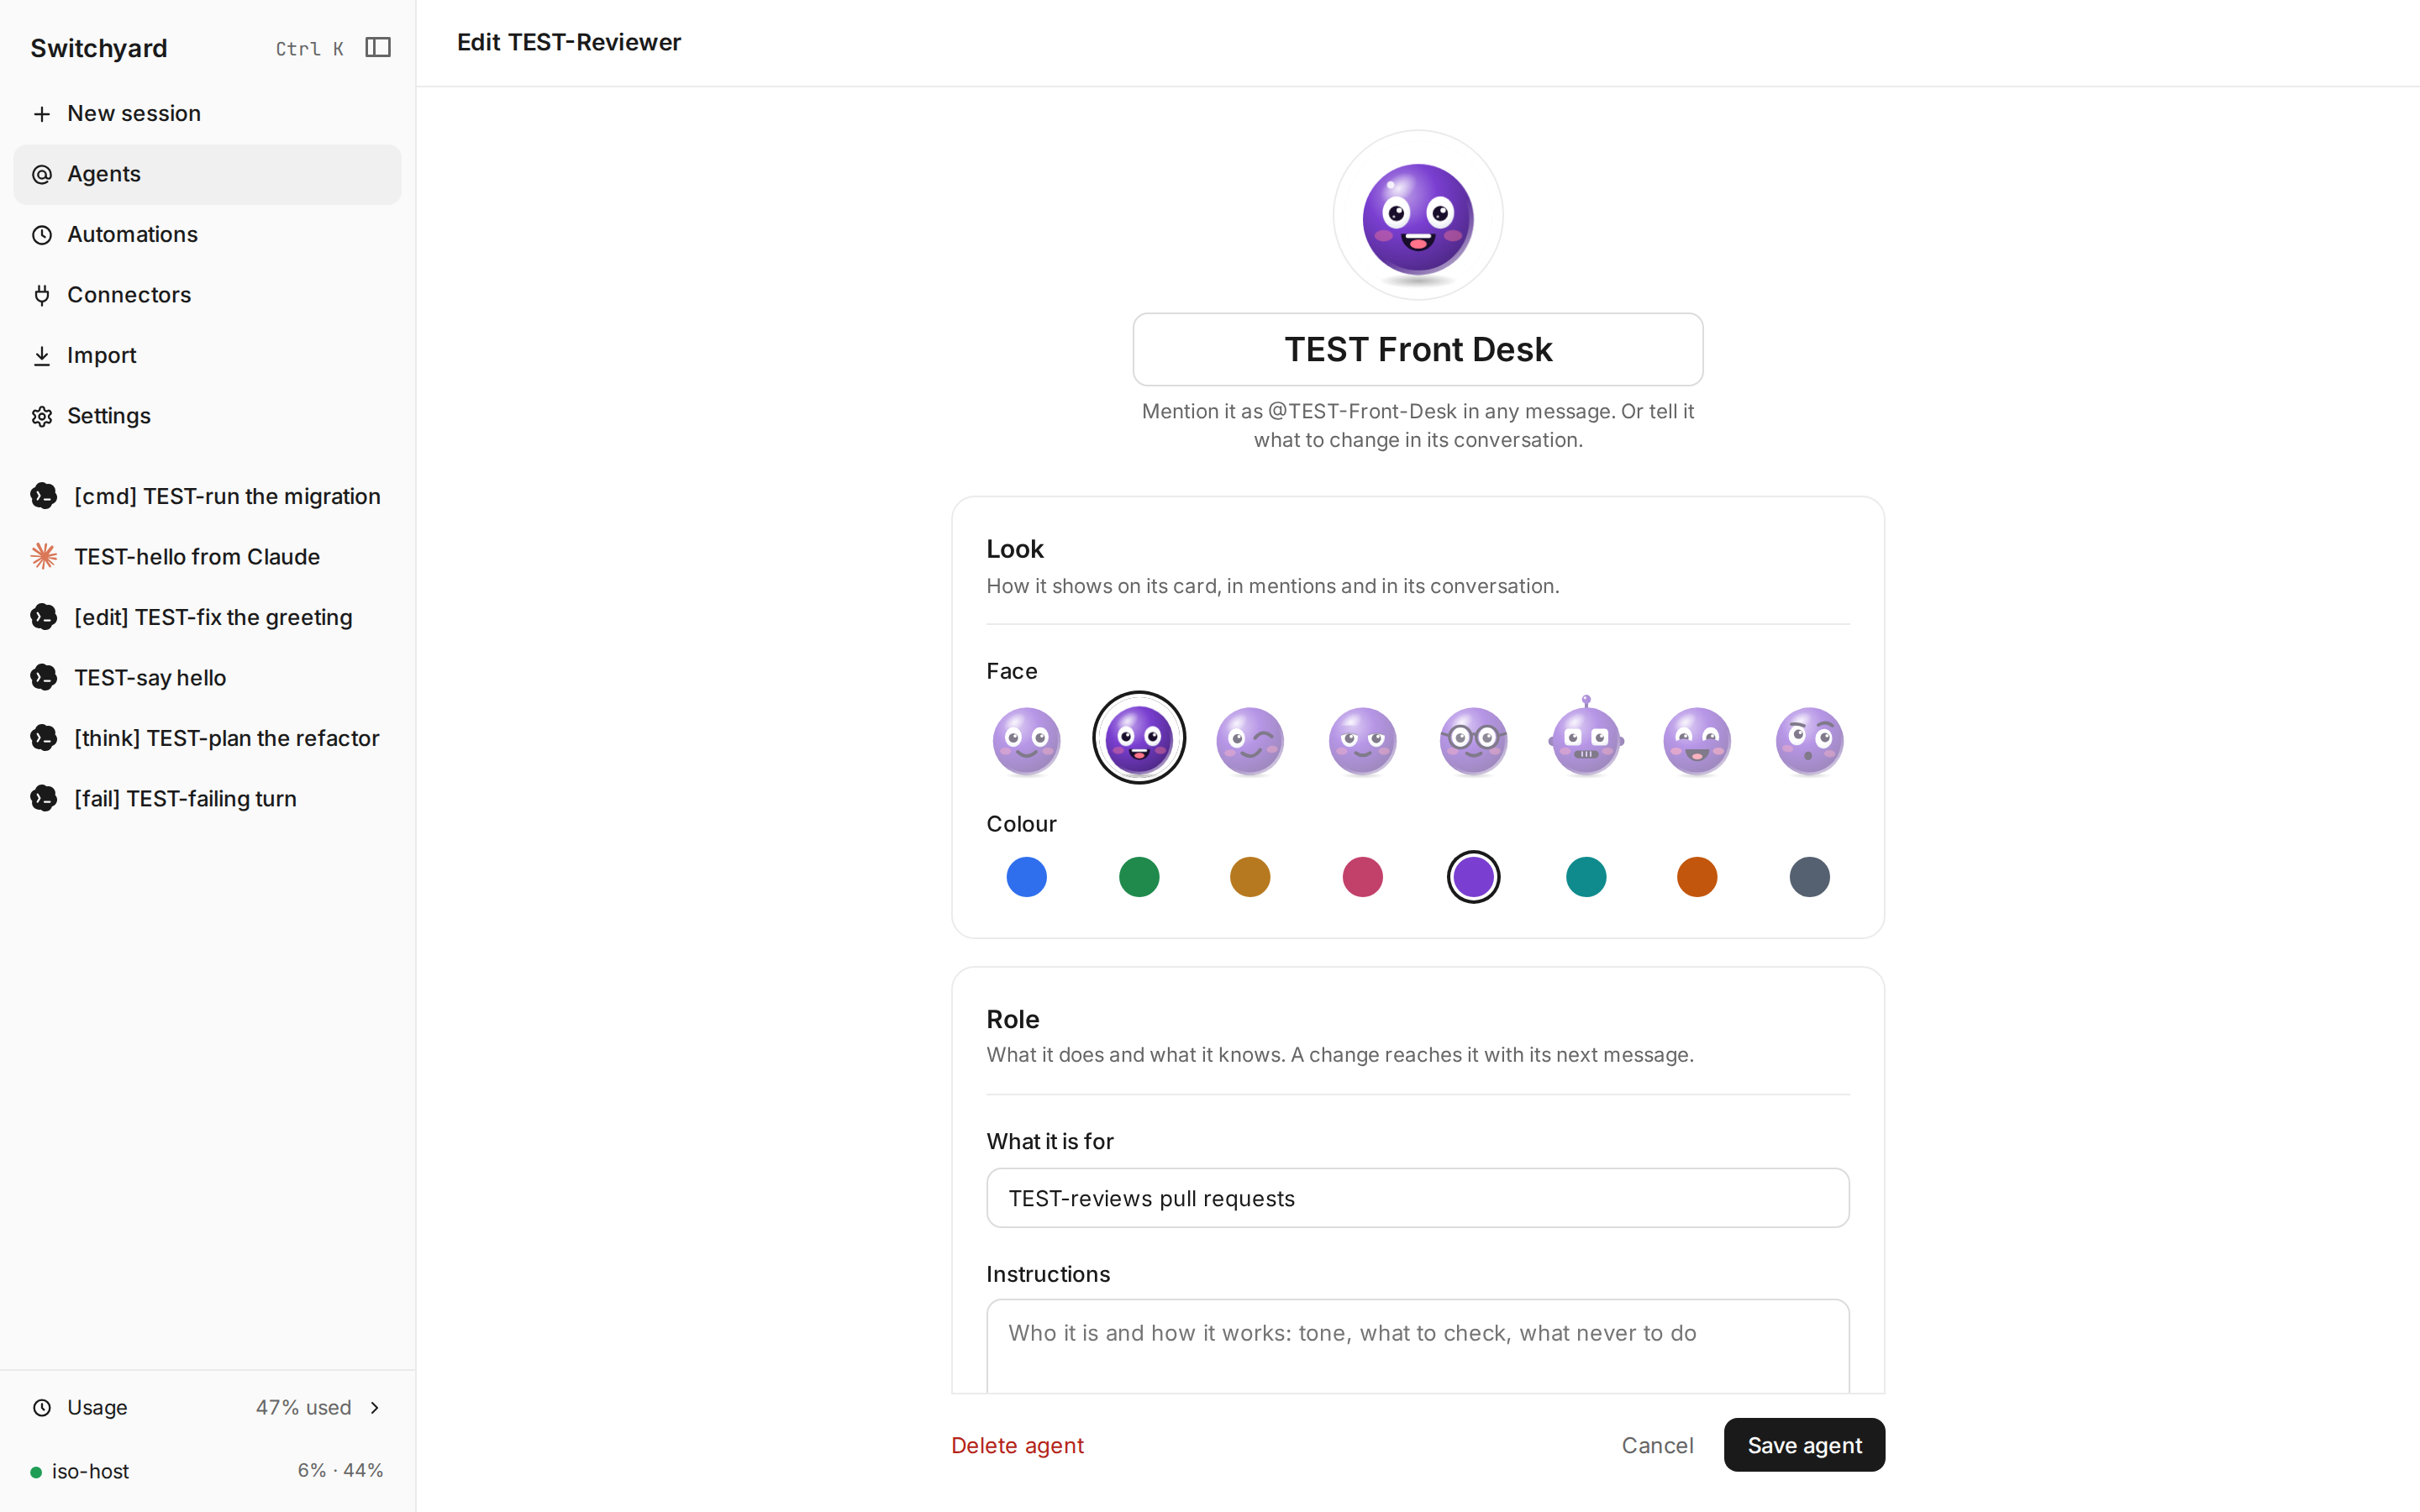 Switchyard
Ctrl K
New session
Agents
Automations
Connectors
Import
Settings
[cmd] TEST-run the migration
TEST-hello from Claude
[edit] TEST-fix the greeting
TEST-say hello
[think] TEST-plan the refactor
[fail] TEST-failing turn
Usage
47% used
iso-host
6% · 44%
Edit TEST-Reviewer
TEST Front Desk
Mention it as @TEST-Front-Desk in any message. Or tell it
what to change in its conversation.
Look
How it shows on its card, in mentions and in its conversation.
Face
Colour
Role
What it does and what it knows. A change reaches it with its next message.
What it is for
TEST-reviews pull requests
Instructions
Who it is and how it works: tone, what to check, what never to do
Delete agent
Cancel
Save agent